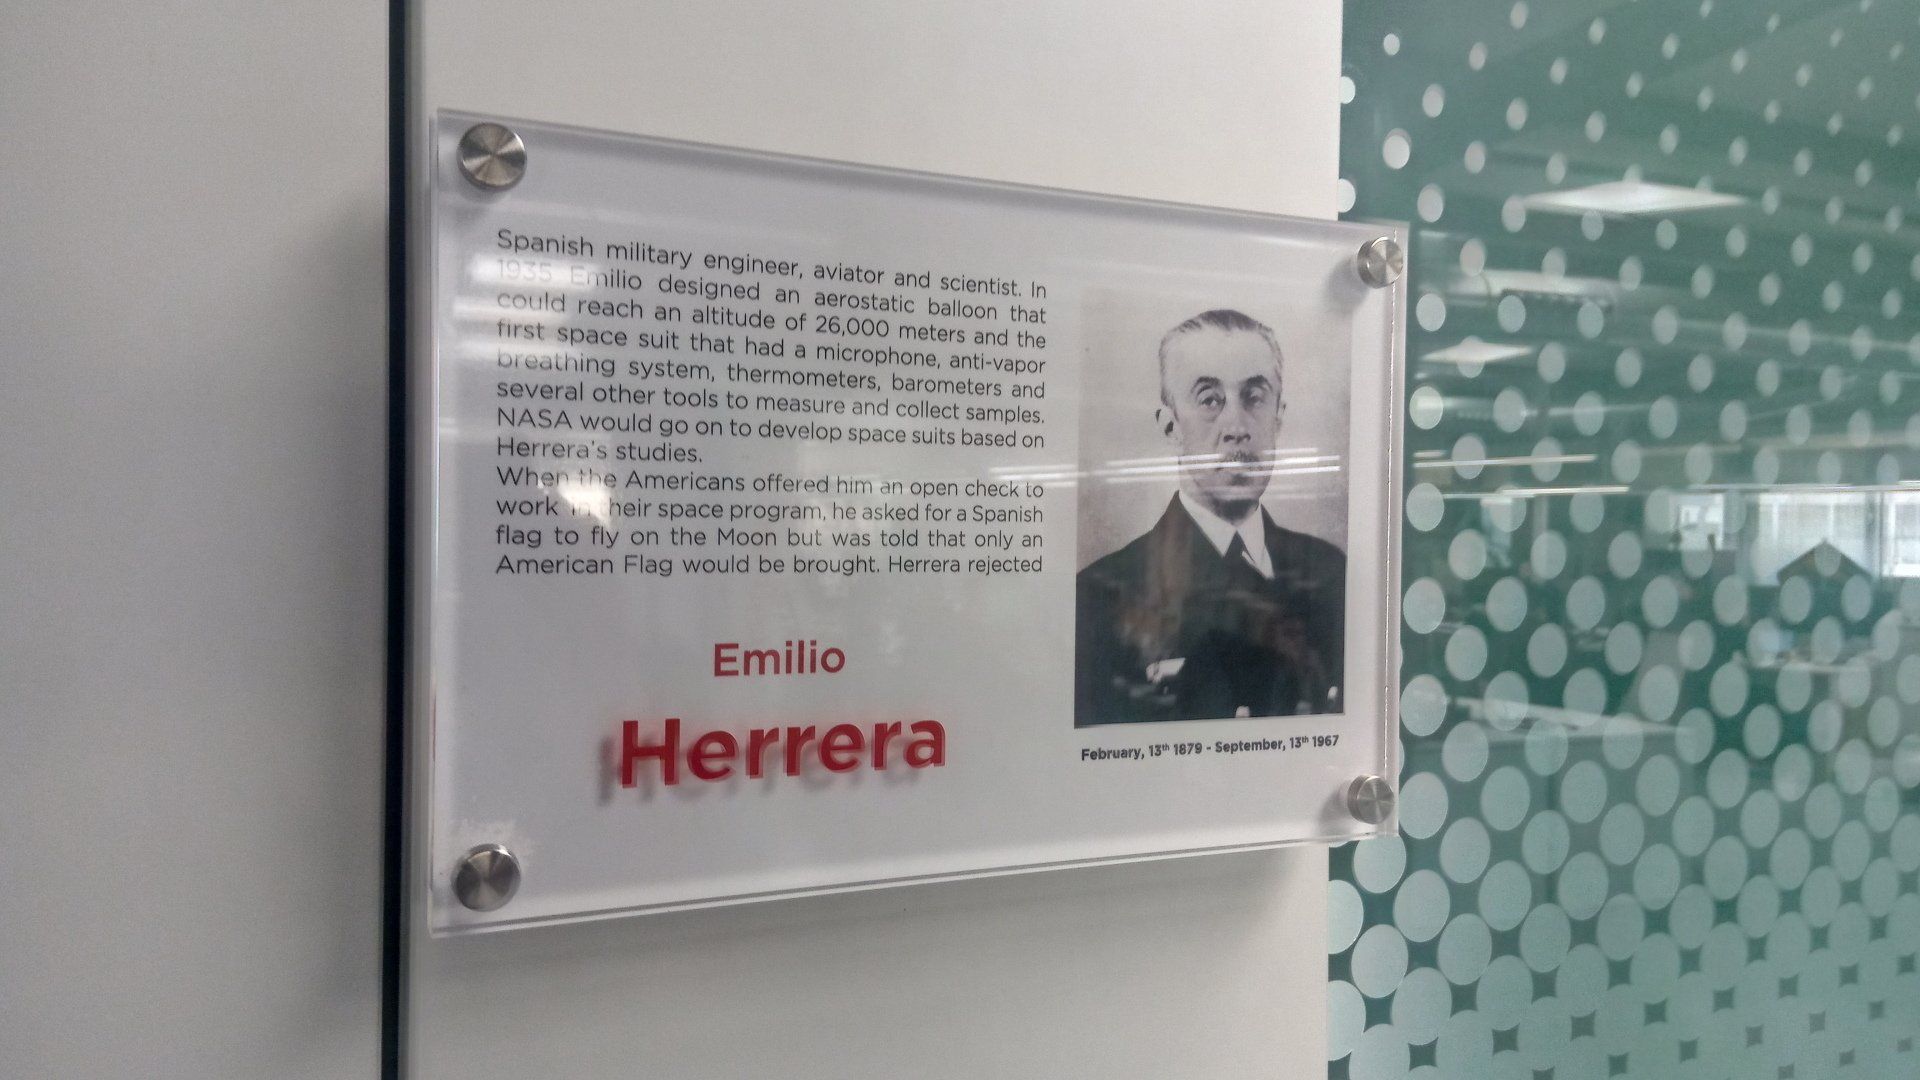 Spanish military engineer, aviator and scientist. In
1935 Emilio designed an aerostatic balloon that
could reach an altitude of 26,000 meters and the
first space suit that had a microphone, anti-vapor
breathing system, thermometers, barometers and
several other tools to measure and collect samples.
NASA would go on to develop space suits based on
Herrera's studies.
When the Americans offered him an open check to
work in their space program, he asked for a Spanish
flag to fly on the Moon but was told that only an
American Flag would be brought. Herrera rejected
Emilio
Herrera
February, 13th 1879 - September, 13th 1967